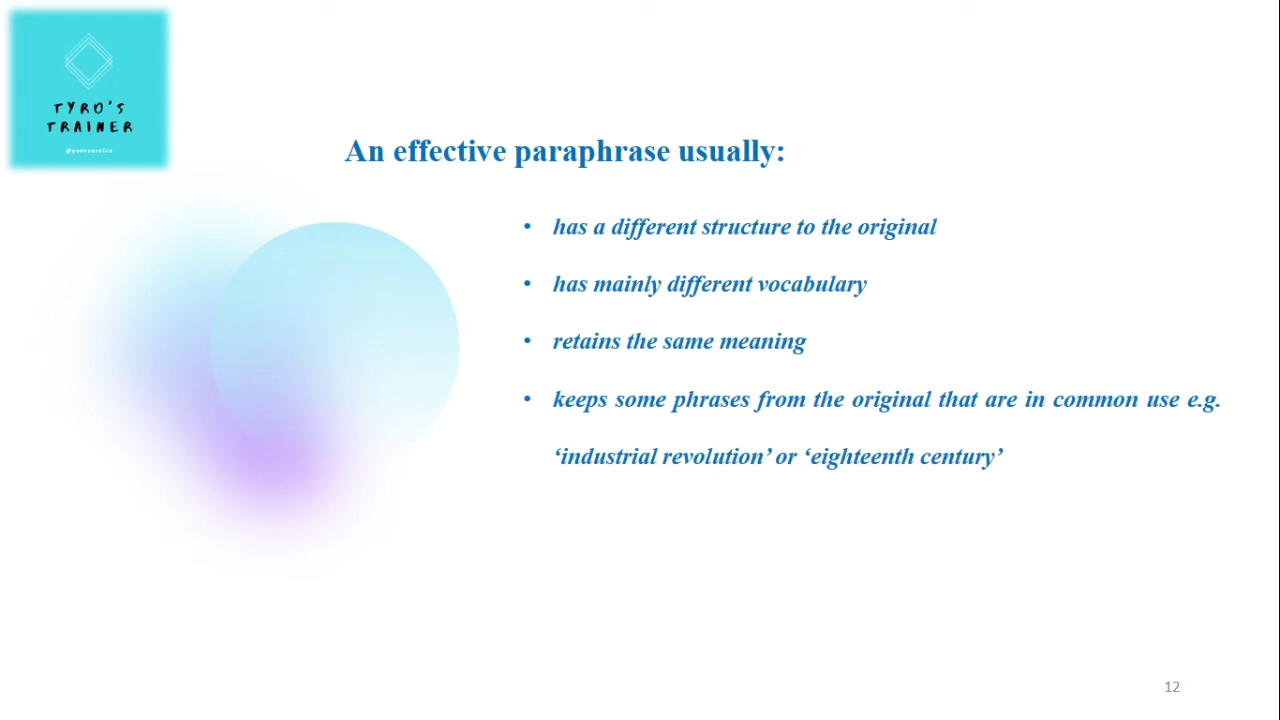 TYRO'S
TRAINER
@yourservice
An effective paraphrase usually:
• has a different structure to the original
• has mainly different vocabulary
• retains the same meaning
• keeps some phrases from the original that are in common use e.g.
‘industrial revolution’ or ‘eighteenth century’
12